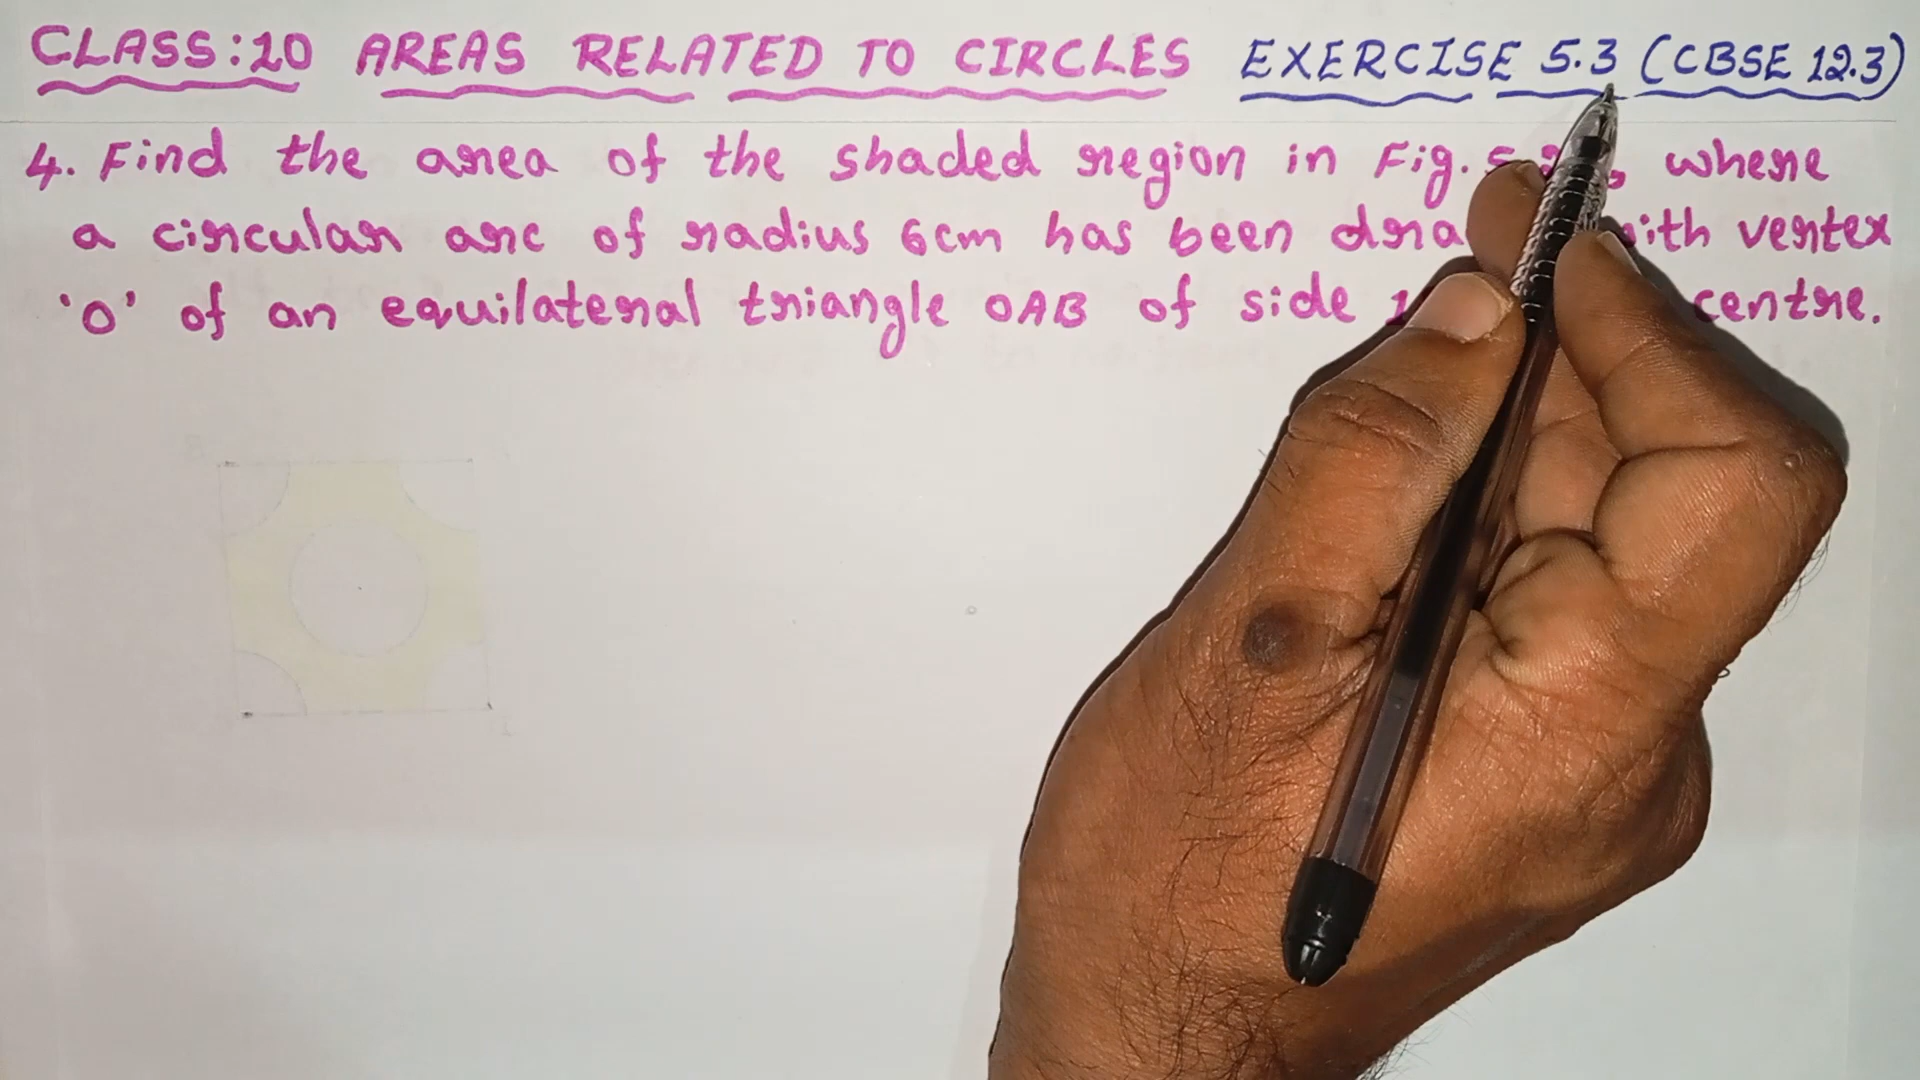 CLASS:10 AREAS RELATED TO CIRCLES EXERCISE 5.3 (CBSE 12.3)
4. Find the area of the shaded region in Fig. where
a circular arc of radius 6cm has been vertex
'O' of an equilateral triangle OAB of side centre.